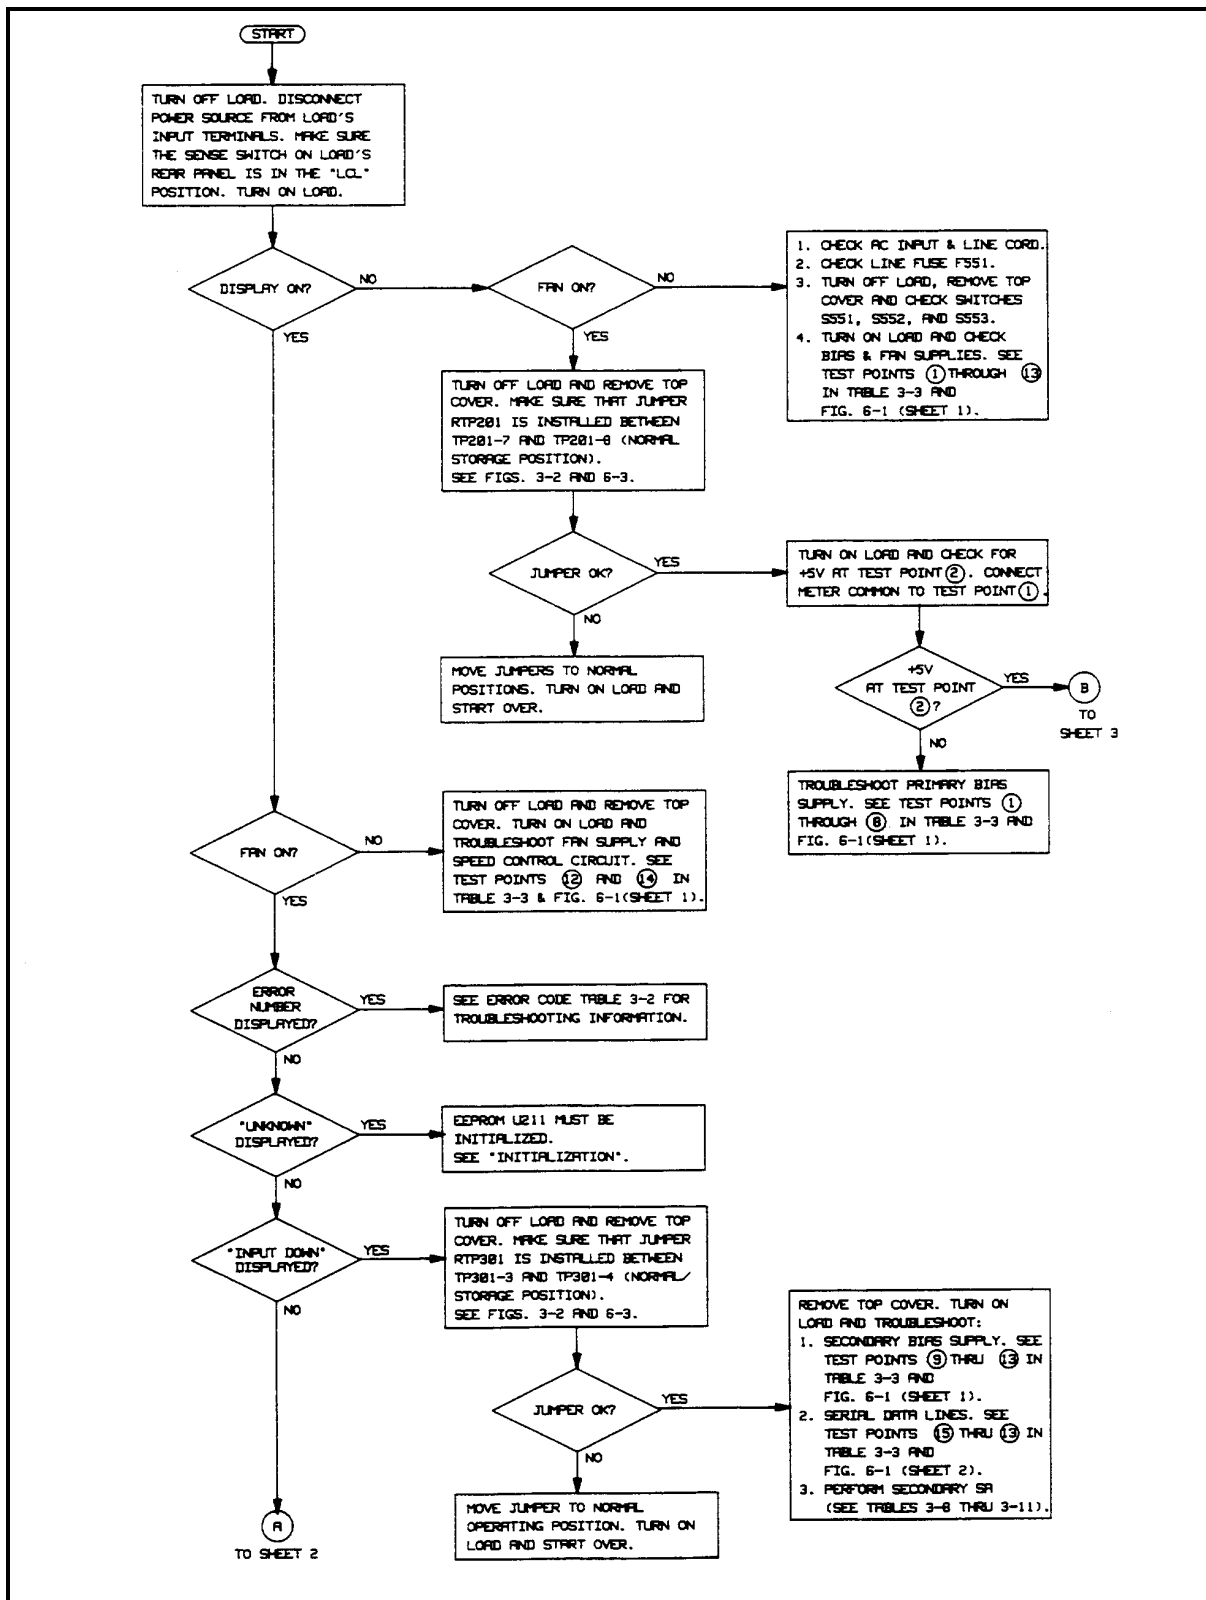 START
TURN OFF LOAD. DISCONNECT
POWER SOURCE FROM LOAD'S
INPUT TERMINALS. MAKE SURE
THE SENSE SWITCH ON LOAD'S
REAR PANEL IS IN THE "LCL"
POSITION. TURN ON LOAD.
DISPLAY ON?
NO
YES
FAN ON?
NO
YES
1. CHECK AC INPUT & LINE CORD.
2. CHECK LINE FUSE F551.
3. TURN OFF LOAD, REMOVE TOP
COVER AND CHECK SWITCHES
S551, S552, AND S553.
4. TURN ON LOAD AND CHECK
BIAS & FAN SUPPLIES. SEE
TEST POINTS 1 THROUGH 13
IN TABLE 3-3 AND
FIG. 6-1 (SHEET 1).
TURN OFF LOAD AND REMOVE TOP
COVER. MAKE SURE THAT JUMPER
RTP201 IS INSTALLED BETWEEN
TP201-7 AND TP201-8 (NORMAL
STORAGE POSITION).
SEE FIGS. 3-2 AND 6-3.
JUMPER OK?
YES
NO
TURN ON LOAD AND CHECK FOR
+5V AT TEST POINT 2. CONNECT
METER COMMON TO TEST POINT 1.
MOVE JUMPERS TO NORMAL
POSITIONS. TURN ON LOAD AND
START OVER.
+5V
AT TEST POINT
2?
YES
B
TO
SHEET 3
NO
TROUBLESHOOT PRIMARY BIAS
SUPPLY. SEE TEST POINTS 1
THROUGH 8 IN TABLE 3-3 AND
FIG. 6-1(SHEET 1).
FAN ON?
NO
YES
TURN OFF LOAD AND REMOVE TOP
COVER. TURN ON LOAD AND
TROUBLESHOOT FAN SUPPLY AND
SPEED CONTROL CIRCUIT. SEE
TEST POINTS 12 AND 14 IN
TABLE 3-3 & FIG. 6-1(SHEET 1).
ERROR
NUMBER
DISPLAYED?
YES
NO
SEE ERROR CODE TABLE 3-2 FOR
TROUBLESHOOTING INFORMATION.
"UNKNOWN"
DISPLAYED?
YES
NO
EEPROM U211 MUST BE
INITIALIZED.
SEE "INITIALIZATION".
"INPUT DOWN"
DISPLAYED?
YES
NO
TURN OFF LOAD AND REMOVE TOP
COVER. MAKE SURE THAT JUMPER
RTP301 IS INSTALLED BETWEEN
TP301-3 AND TP301-4 (NORMAL/
STORAGE POSITION).
SEE FIGS. 3-2 AND 6-3.
JUMPER OK?
YES
NO
REMOVE TOP COVER. TURN ON
LOAD AND TROUBLESHOOT:
1. SECONDARY BIAS SUPPLY. SEE
TEST POINTS 9 THRU 13 IN
TABLE 3-3 AND
FIG. 6-1 (SHEET 1).
2. SERIAL DATA LINES. SEE
TEST POINTS 15 THRU 13 IN
TABLE 3-3 AND
FIG. 6-1 (SHEET 2).
3. PERFORM SECONDARY SA
(SEE TABLES 3-8 THRU 3-11).
MOVE JUMPER TO NORMAL
OPERATING POSITION. TURN ON
LOAD AND START OVER.
A
TO SHEET 2